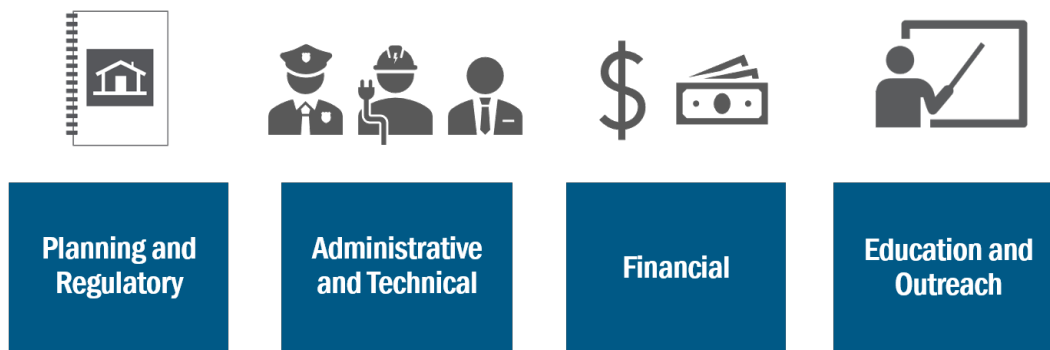 Planning and
Regulatory
Administrative
and Technical
Financial
Education and
Outreach